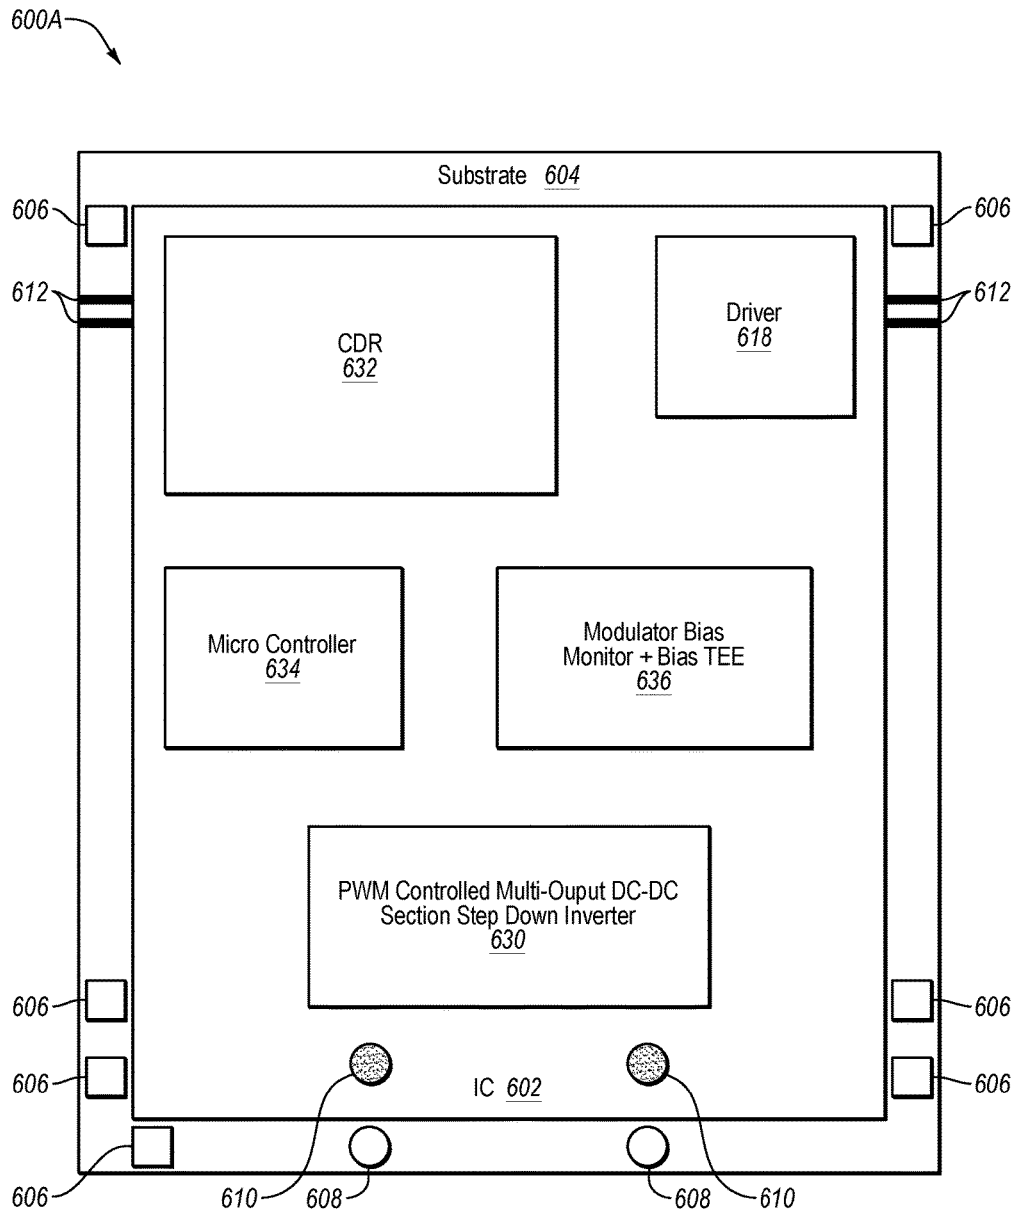 600A
Substrate 604
606
606
612
612
CDR
632
Driver
618
Micro Controller
634
Modulator Bias
Monitor + Bias TEE
636
PWM Controlled Multi-Ouput DC-DC
Section Step Down Inverter
630
606
606
606
606
IC 602
606
610
608
608
610